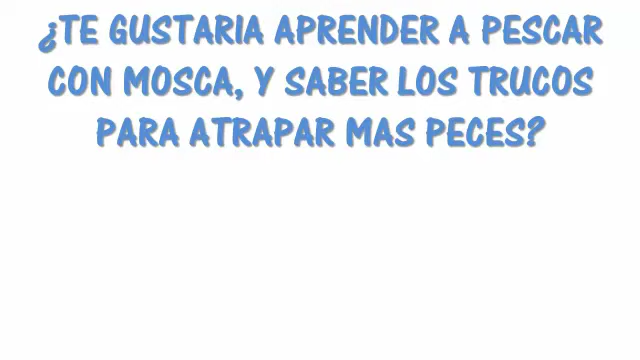 ¿TE GUSTARIA APRENDER A PESCAR
CON MOSCA, Y SABER LOS TRUCOS
PARA ATRAPAR MAS PECES?